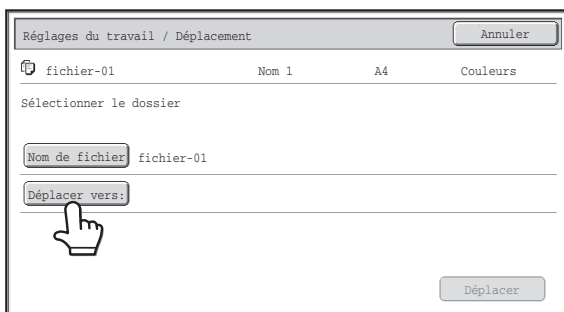 Réglages du travail / Déplacement Annuler
fichier-01 Nom 1 A4 Couleurs
Sélectionner le dossier
Nom de fichier fichier-01
Déplacer vers:
Déplacer